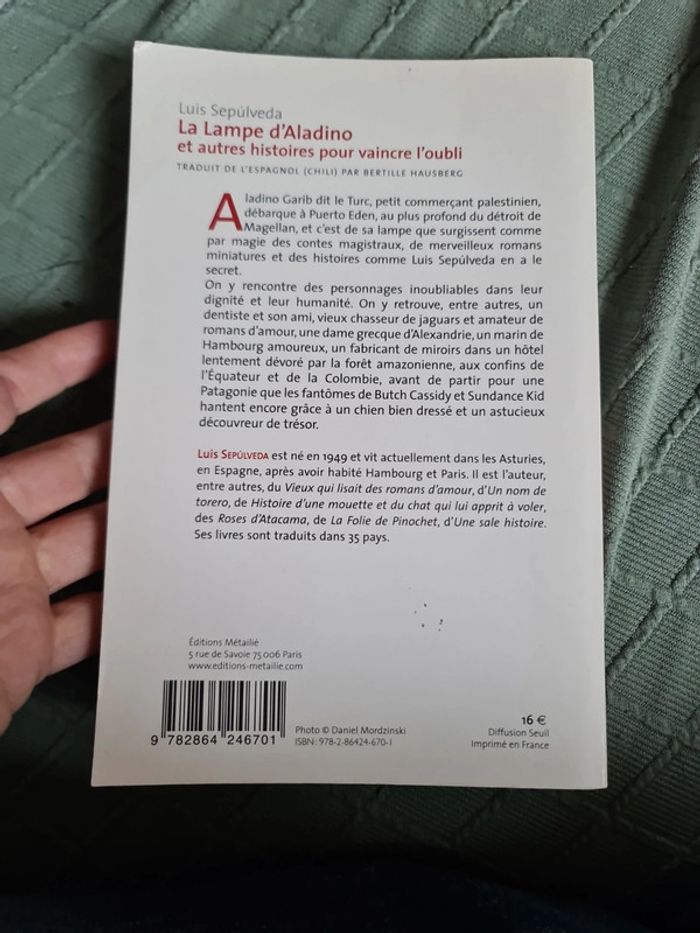 Luis Sepúlveda
La Lampe d'Aladino
et autres histoires pour vaincre l'oubli
TRADUIT DE L'ESPAGNOL (CHILI) PAR BERTILLE HAUSBERG
Aladino Garib dit le Turc, petit commerçant palestinien,
débarque à Puerto Eden, au plus profond du détroit de
Magellan, et c'est de sa lampe que surgissent comme
par magie des contes magistraux, de merveilleux romans
miniatures et des histoires comme Luis Sepúlveda en a le
secret.
On y rencontre des personnages inoubliables dans leur
dignité et leur humanité. On y retrouve, entre autres, un
dentiste et son ami, vieux chasseur de jaguars et amateur de
romans d'amour, une dame grecque d'Alexandrie, un marin de
Hambourg amoureux, un fabricant de miroirs dans un hôtel
lentement dévoré par la forêt amazonienne, aux confins de
l'Équateur et de la Colombie, avant de partir pour une
Patagonie que les fantômes de Butch Cassidy et Sundance Kid
hantent encore grâce à un chien bien dressé et un astucieux
découvreur de trésor.
Luis SEPÚLVEDA est né en 1949 et vit actuellement dans les Asturies,
en Espagne, après avoir habité Hambourg et Paris. Il est l'auteur,
entre autres, du Vieux qui lisait des romans d'amour, d'Un nom de
torero, de Histoire d'une mouette et du chat qui lui apprit à voler,
des Roses d'Atacama, de La Folie de Pinochet, d'Une sale histoire.
Ses livres sont traduits dans 35 pays.
Éditions Métailié
5 rue de Savoie 75006 Paris
www.editions-metailie.com
9 782864 246701
Photo © Daniel Mordzinski
ISBN : 978-2-86424-670-1
16 €
Diffusion Seuil
Imprimé en France